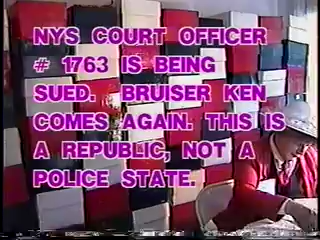 NYS COURT OFFICER
# 1763 IS BEING
SUED. BRUISER KEN
COMES AGAIN. THIS IS
A REPUBLIC, NOT A
POLICE STATE.